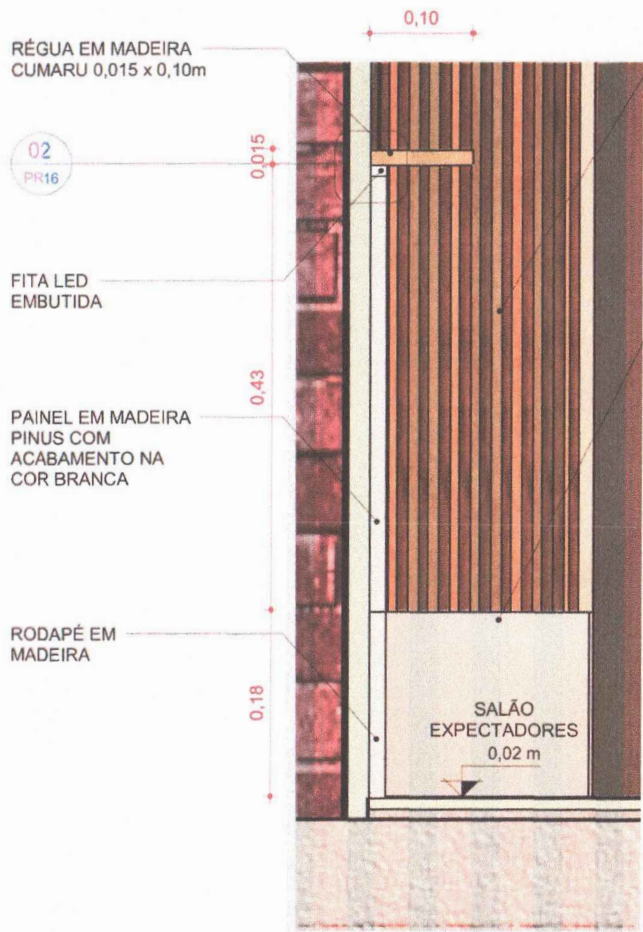 0,10
RÉGUA EM MADEIRA
CUMARU 0,015 x 0,10m
02
PR16
0,015
FITA LED
EMBUTIDA
0,43
PAINEL EM MADEIRA
PINUS COM
ACABAMENTO NA
COR BRANCA
RODAPÉ EM
MADEIRA
0,18
SALÃO
EXPECTADORES
0,02 m